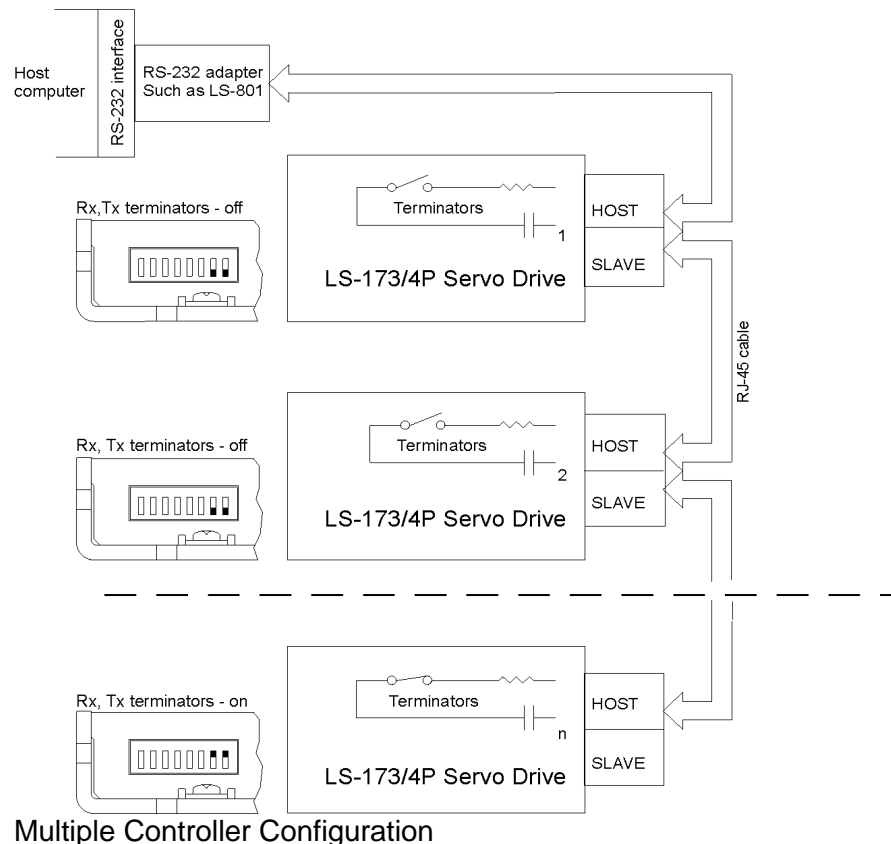 Host
computer
RS-232 interface
RS-232 adapter
Such as LS-801
Rx,Tx terminators - off
Terminators
1
LS-173/4P Servo Drive
HOST
SLAVE
RJ-45 cable
Rx, Tx terminators - off
Terminators
2
LS-173/4P Servo Drive
HOST
SLAVE
Rx, Tx terminators - on
Terminators
n
LS-173/4P Servo Drive
HOST
SLAVE
Multiple Controller Configuration